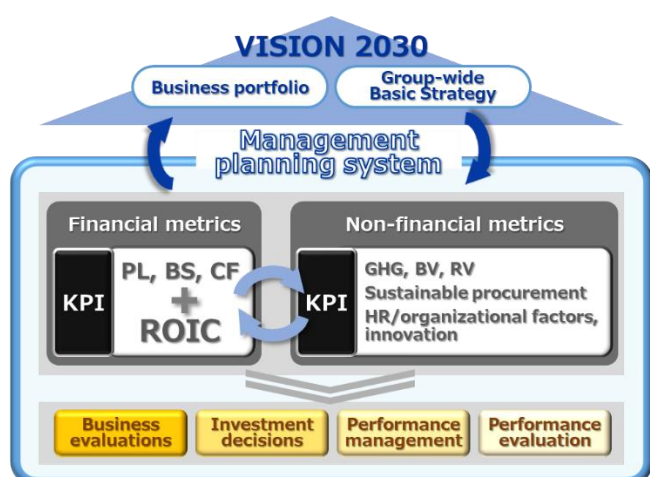 VISION 2030
Business portfolio
Group-wide
Basic Strategy
Management
planning system
Financial metrics
KPI
PL, BS, CF
+
ROIC
Non-financial metrics
KPI
GHG, BV, RV
Sustainable procurement
HR/organizational factors,
innovation
Business
evaluations
Investment
decisions
Performance
management
Performance
evaluation